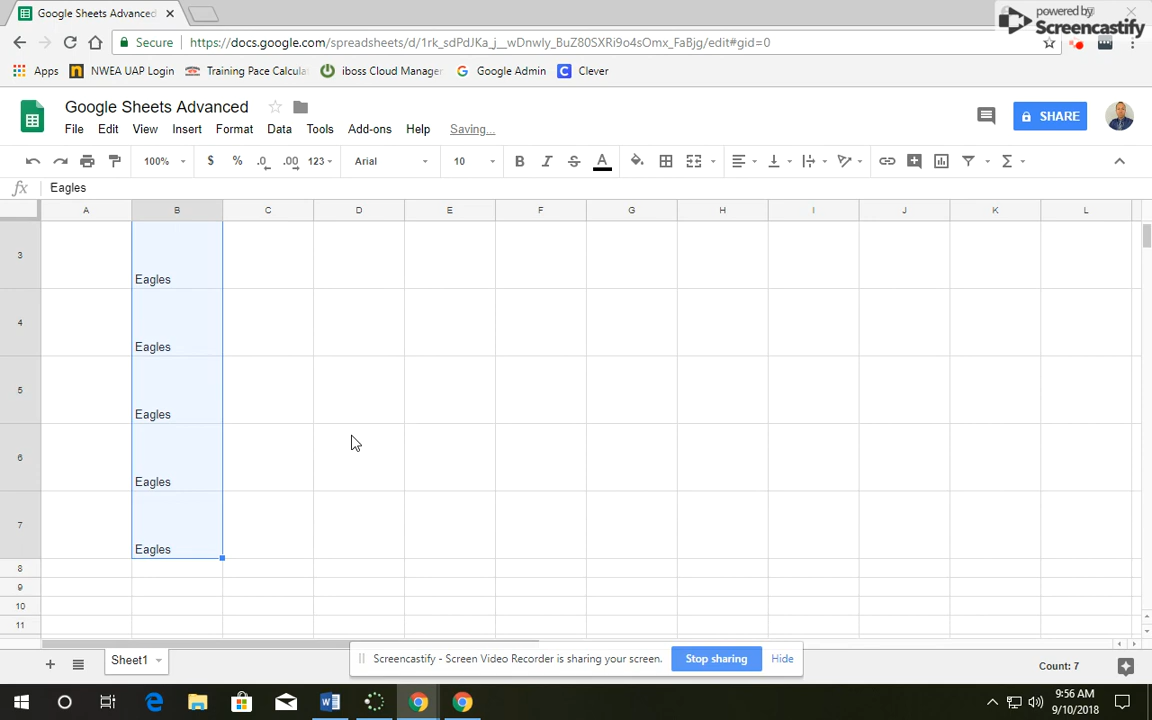 Google Sheets Advanced
powered by
Screencastify
Secure https://docs.google.com/spreadsheets/d/1rk_sdPdJKa_j__wDnwly_BuZ80SXRi9o4sOmx_FaBjg/edit#gid=0
Apps NWEA UAP Login Training Pace Calcula iboss Cloud Manage Google Admin Clever
Google Sheets Advanced
File Edit View Insert Format Data Tools Add-ons Help Saving...
SHARE
100% $ % .0 .00 123 Arial 10 B I S A Σ
fx Eagles
A B C D E F G H I J K L
3 Eagles
4 Eagles
5 Eagles
6 Eagles
7 Eagles
8
9
10
11
Sheet1
Screencastify - Screen Video Recorder is sharing your screen. Stop sharing Hide
Count: 7
9:56 AM
9/10/2018